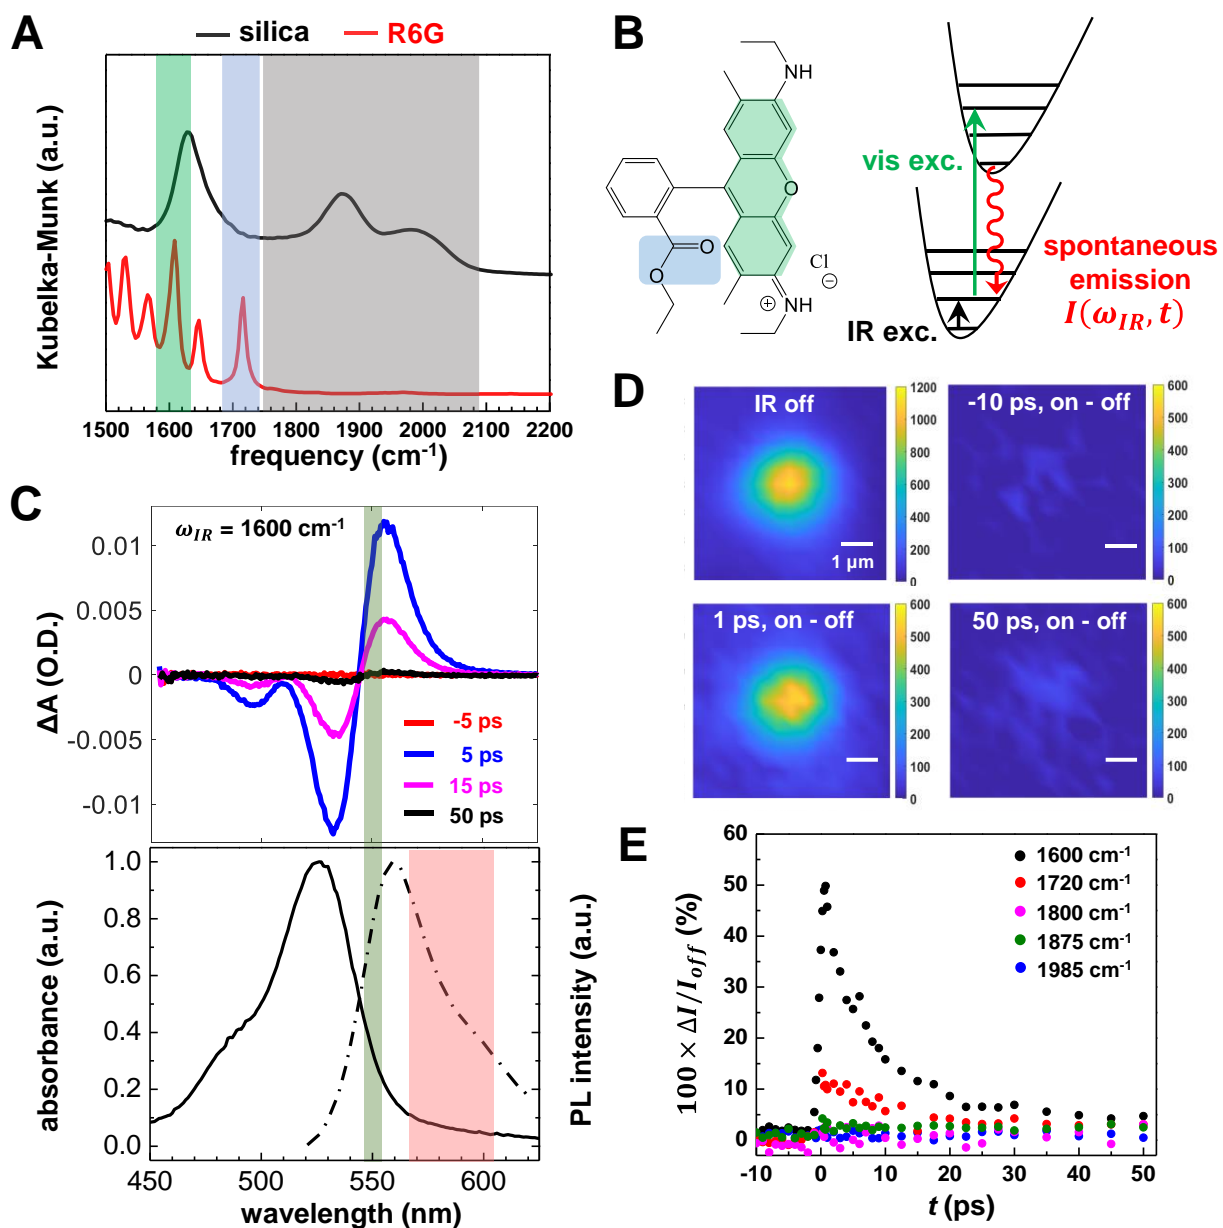 A
silica
R6G
Kubelka-Munk (a.u.)
1500 1600 1700 1800 1900 2000 2100 2200
frequency (cm⁻¹)
B
NH
O
O
O
Cl
⊖
⊕
NH
vis exc.
spontaneous
emission
I(ω_IR, t)
IR exc.
C
ω_IR = 1600 cm⁻¹
0.01
0.005
0
-0.005
-0.01
ΔA (O.D.)
-5 ps
5 ps
15 ps
50 ps
1.0
0.8
0.6
0.4
0.2
0.0
absorbance (a.u.)
PL intensity (a.u.)
450 500 550 600
wavelength (nm)
D
IR off
1 µm
1200
1000
800
600
400
200
0
-10 ps, on - off
600
500
400
300
200
100
0
1 ps, on - off
600
500
400
300
200
100
0
50 ps, on - off
600
500
400
300
200
100
0
E
100 × ΔI/I_off (%)
60
50
40
30
20
10
0
1600 cm⁻¹
1720 cm⁻¹
1800 cm⁻¹
1875 cm⁻¹
1985 cm⁻¹
-10 0 10 20 30 40 50
t (ps)